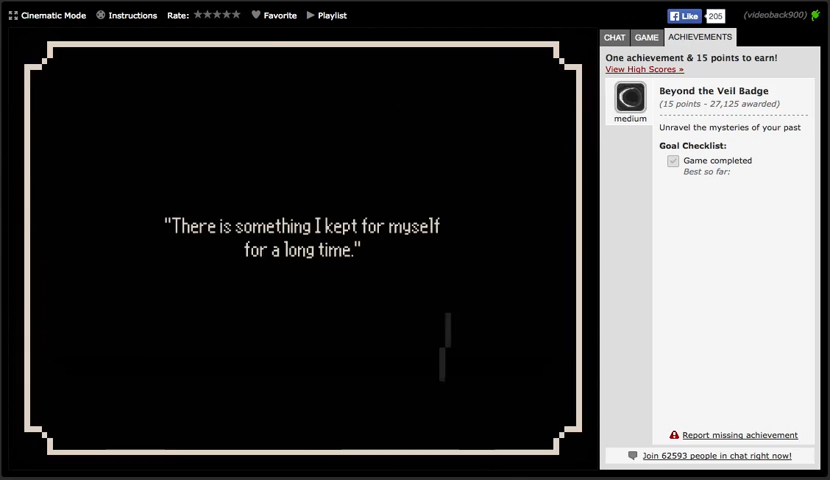 Cinematic Mode
Instructions
Rate:
Favorite
Playlist
Like
205
(videoback900)
CHAT
GAME
ACHIEVEMENTS
One achievement & 15 points to earn!
View High Scores »
Beyond the Veil Badge
(15 points - 27,125 awarded)
medium
Unravel the mysteries of your past
Goal Checklist:
Game completed
Best so far:
"There is something I kept for myself
for a long time."
Report missing achievement
Join 62593 people in chat right now!